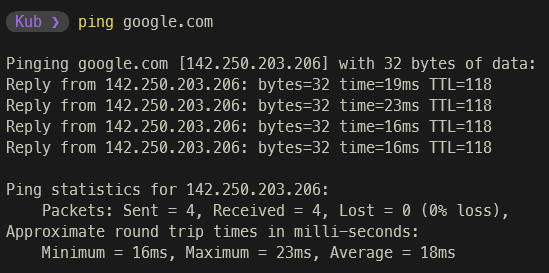 Kub ❯ ping google.com
Pinging google.com [142.250.203.206] with 32 bytes of data:
Reply from 142.250.203.206: bytes=32 time=19ms TTL=118
Reply from 142.250.203.206: bytes=32 time=23ms TTL=118
Reply from 142.250.203.206: bytes=32 time=16ms TTL=118
Reply from 142.250.203.206: bytes=32 time=16ms TTL=118
Ping statistics for 142.250.203.206:
    Packets: Sent = 4, Received = 4, Lost = 0 (0% loss),
Approximate round trip times in milli-seconds:
    Minimum = 16ms, Maximum = 23ms, Average = 18ms